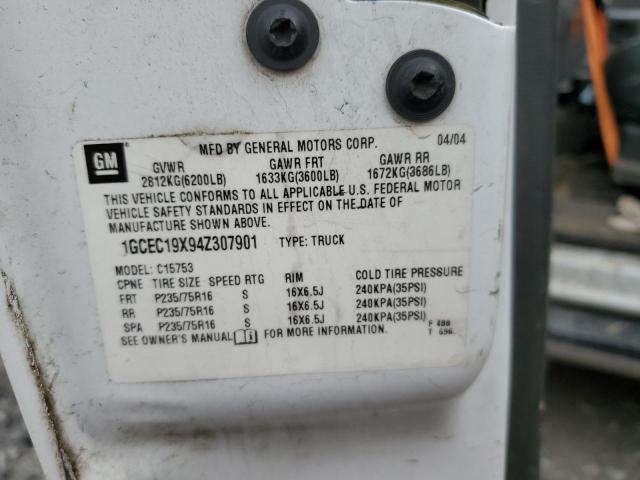 GM
MFD BY GENERAL MOTORS CORP. 04/04
GVWR GAWR FRT GAWR RR
2812KG(6200LB) 1633KG(3600LB) 1672KG(3686LB)
THIS VEHICLE CONFORMS TO ALL APPLICABLE U.S. FEDERAL MOTOR
VEHICLE SAFETY STANDARDS IN EFFECT ON THE DATE OF
MANUFACTURE SHOWN ABOVE.
1GCEC19X94Z307901 TYPE: TRUCK
MODEL: C15753
CPNE TIRE SIZE SPEED RTG RIM COLD TIRE PRESSURE
FRT P235/75R16 S 16X6.5J 240KPA(35PSI)
RR P235/75R16 S 16X6.5J 240KPA(35PSI)
SPA P235/75R16 S 16X6.5J 240KPA(35PSI)
SEE OWNER'S MANUAL FOR MORE INFORMATION.
F
T 696